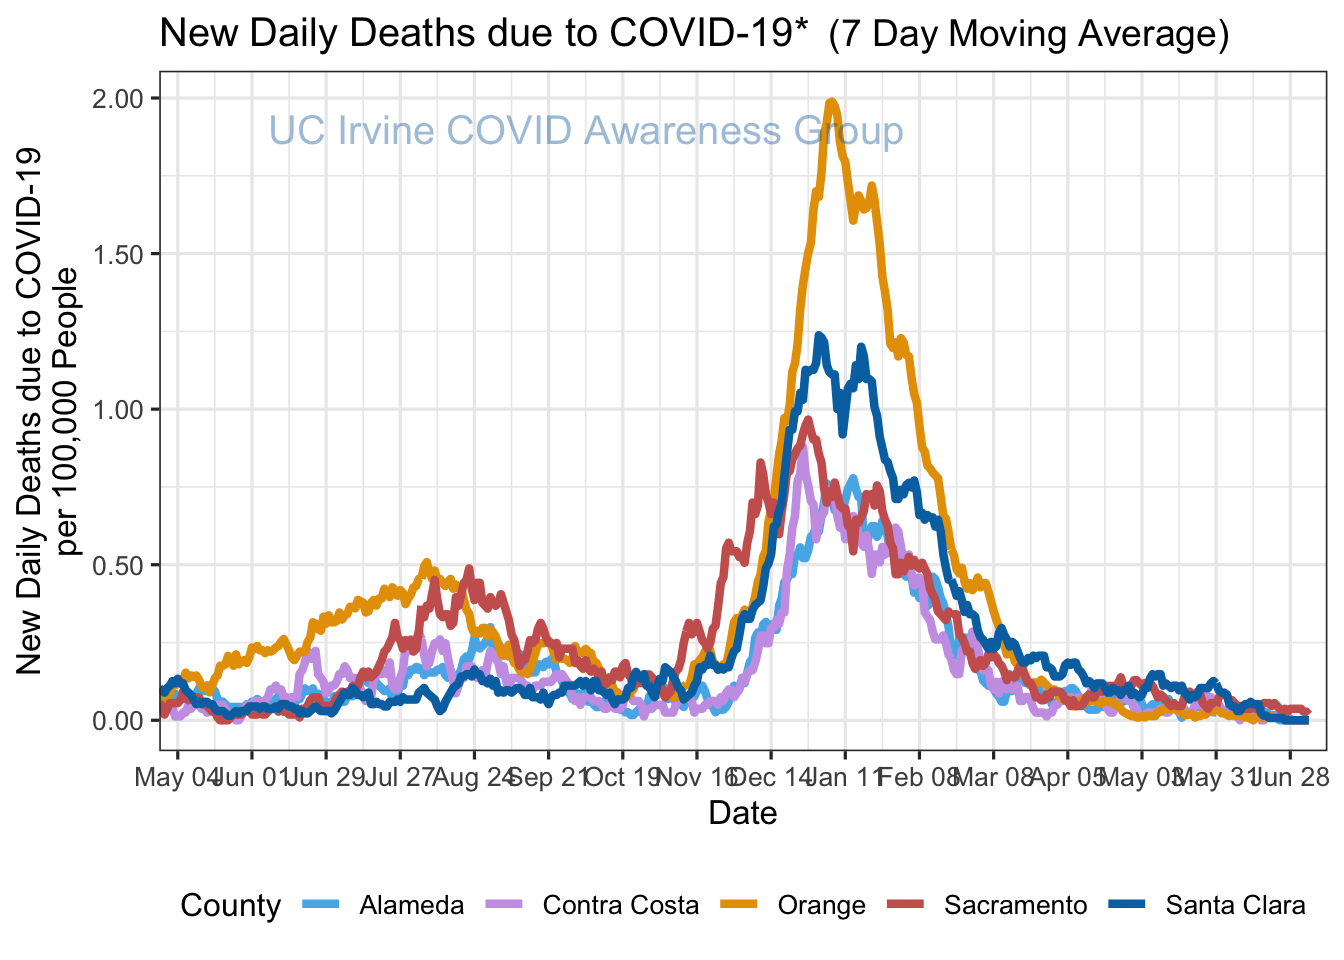 New Daily Deaths due to COVID-19* (7 Day Moving Average)
UC Irvine COVID Awareness Group
New Daily Deaths due to COVID-19
per 100,000 People
2.00
1.50
1.00
0.50
0.00
May 04 Jun 01 Jun 29 Jul 27 Aug 24 Sep 21 Oct 19 Nov 16 Dec 14 Jan 11 Feb 08 Mar 08 Apr 05 May 03 May 31 Jun 28
Date
County Alameda Contra Costa Orange Sacramento Santa Clara